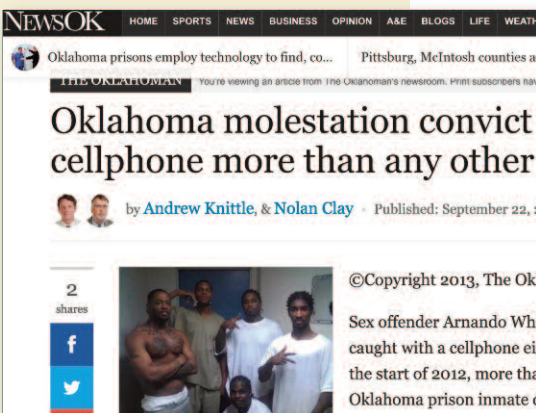 NEWSOK HOME SPORTS NEWS BUSINESS OPINION A&E BLOGS LIFE WEATH
Oklahoma prisons employ technology to find, co... Pittsburg, McIntosh counties a
THE OKLAHOMAN You're viewing an article from The Oklahoman's newsroom. Print subscribers hav
Oklahoma molestation convict
cellphone more than any other
by Andrew Knittle, & Nolan Clay · Published: September 22,
2
shares
f
©Copyright 2013, The Ok
Sex offender Arnando Wh
caught with a cellphone ei
the start of 2012, more tha
Oklahoma prison inmate